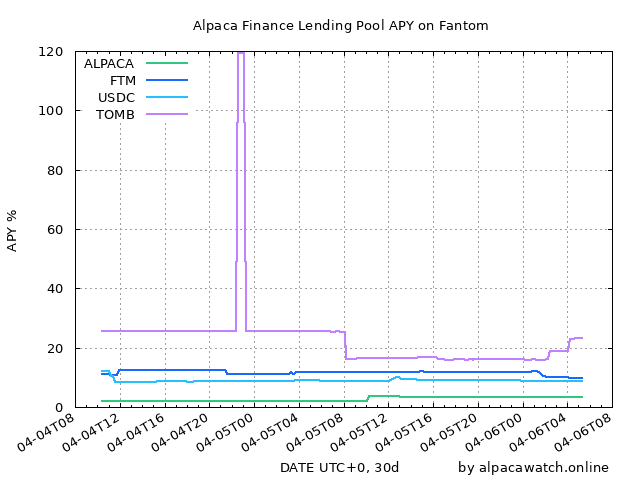 Alpaca Finance Lending Pool APY on Fantom
120
100
80
60
40
20
0
APY %
ALPACA
FTM
USDC
TOMB
04-04T08
04-04T12
04-04T16
04-04T20
04-05T00
04-05T04
04-05T08
04-05T12
04-05T16
04-05T20
04-06T00
04-06T04
04-06T08
DATE UTC+0, 30d
by alpacawatch.online